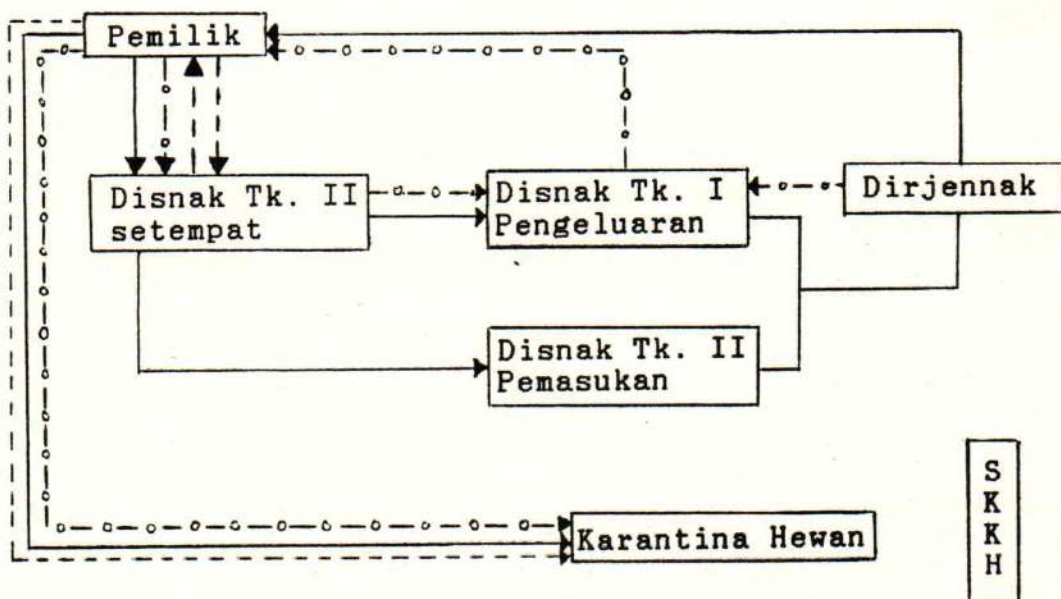 Pemilik
Disnak Tk. II
setempat
Disnak Tk. I
Pengeluaran
Dirjennak
Disnak Tk. II
Pemasukan
Karantina Hewan
S
K
K
H